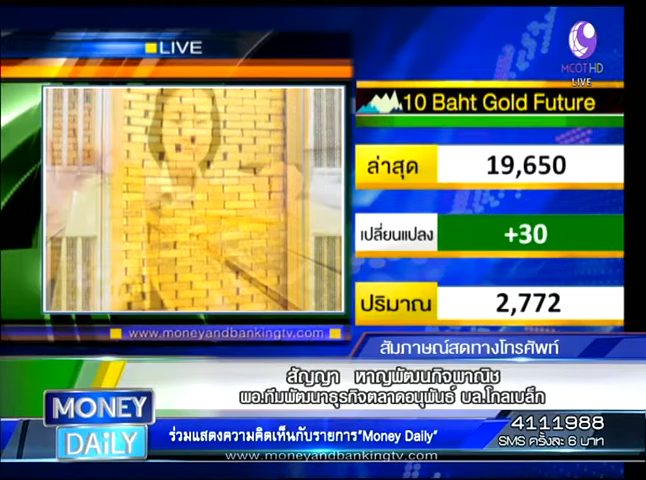 LIVE
MCOT HD
LIVE
10 Baht Gold Future
ล่าสุด 19,650
เปลี่ยนแปลง +30
ปริมาณ 2,772
www.moneyandbankingtv.com
สัมภาษณ์สดทางโทรศัพท์
สัญญา หาญพัฒนกิจพาณิช
ผอ.ทีมพัฒนาธุรกิจตลาดอนุพันธ์ บล.โกลเบล็ก
MONEY
DAiLY
ร่วมแสดงความคิดเห็นกับรายการ"Money Daily"
4111988
SMS ครั้งละ 6 บาท
www.moneyandbankingtv.com